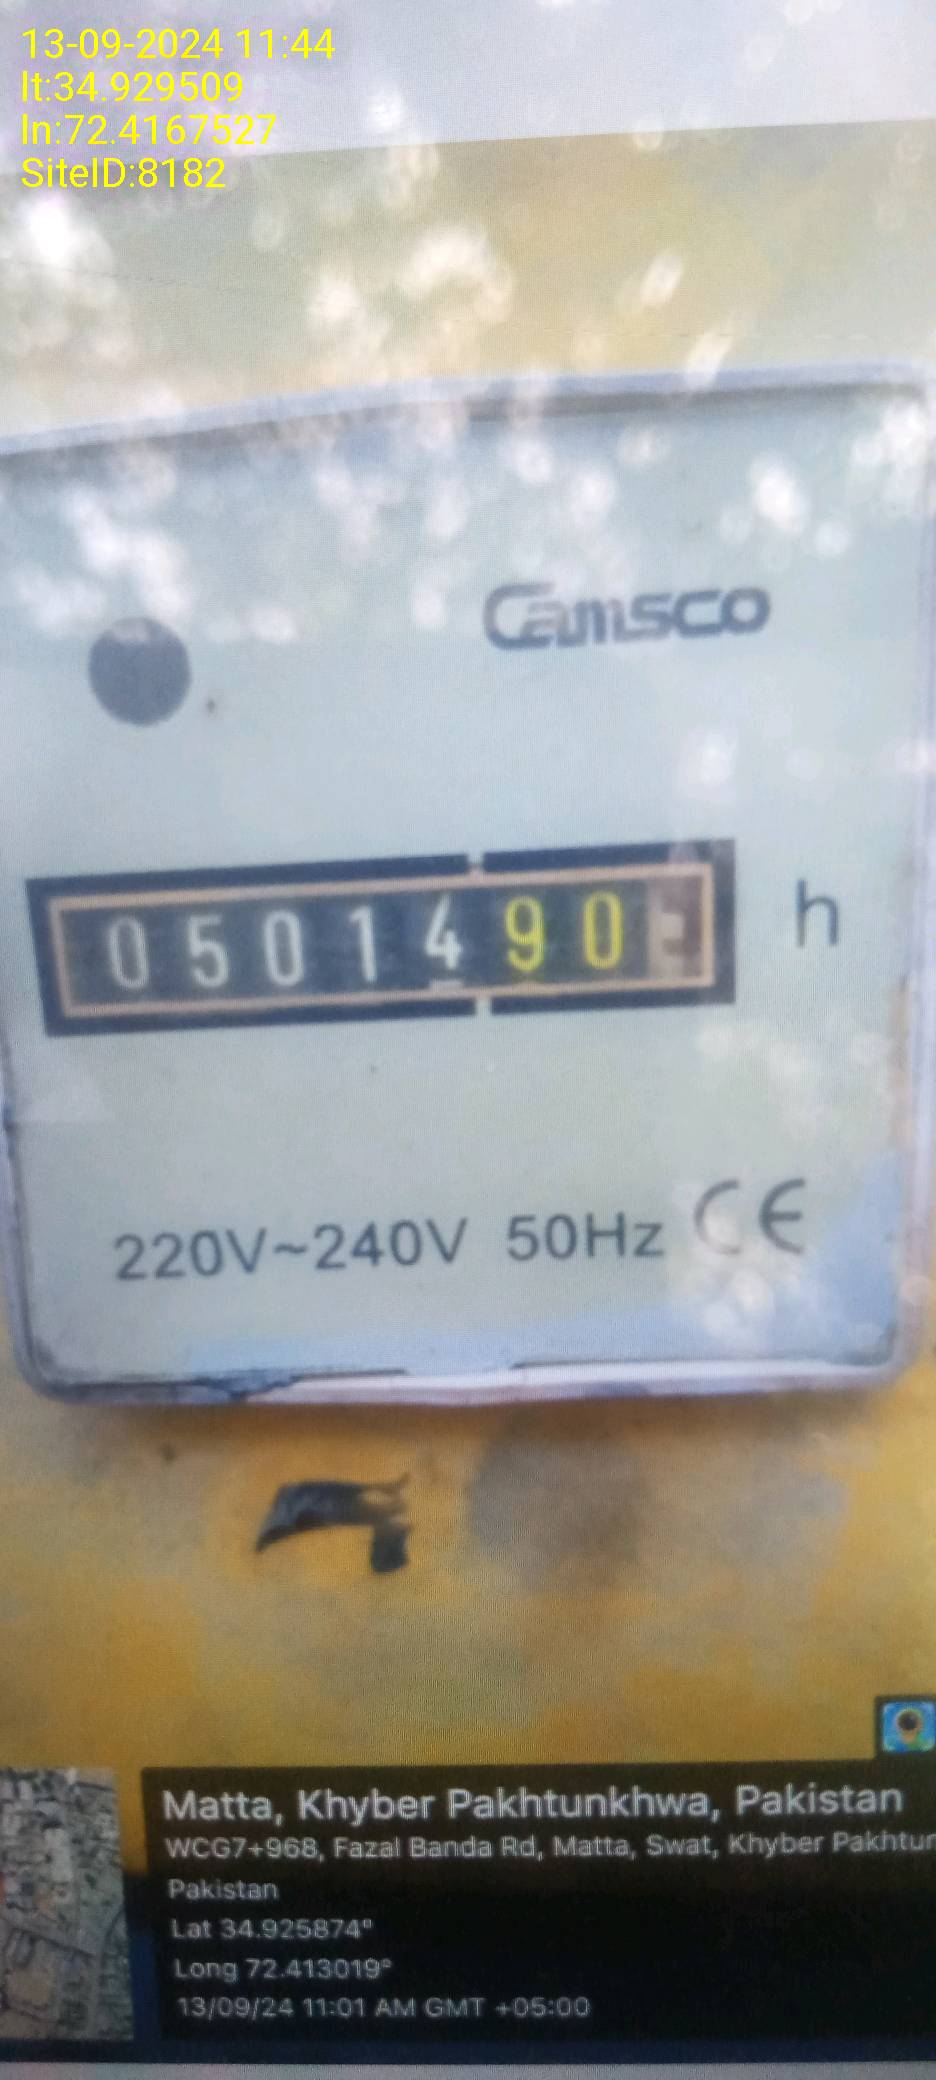 13-09-2024 11:44
lt:34.929509
ln:72.4167527
SiteID:8182
Camsco
0501490 h
220V~240V 50Hz CE
Matta, Khyber Pakhtunkhwa, Pakistan
WCG7+968, Fazal Banda Rd, Matta, Swat, Khyber Pakhtun
Pakistan
Lat 34.925874°
Long 72.413019°
13/09/24 11:01 AM GMT +05:00